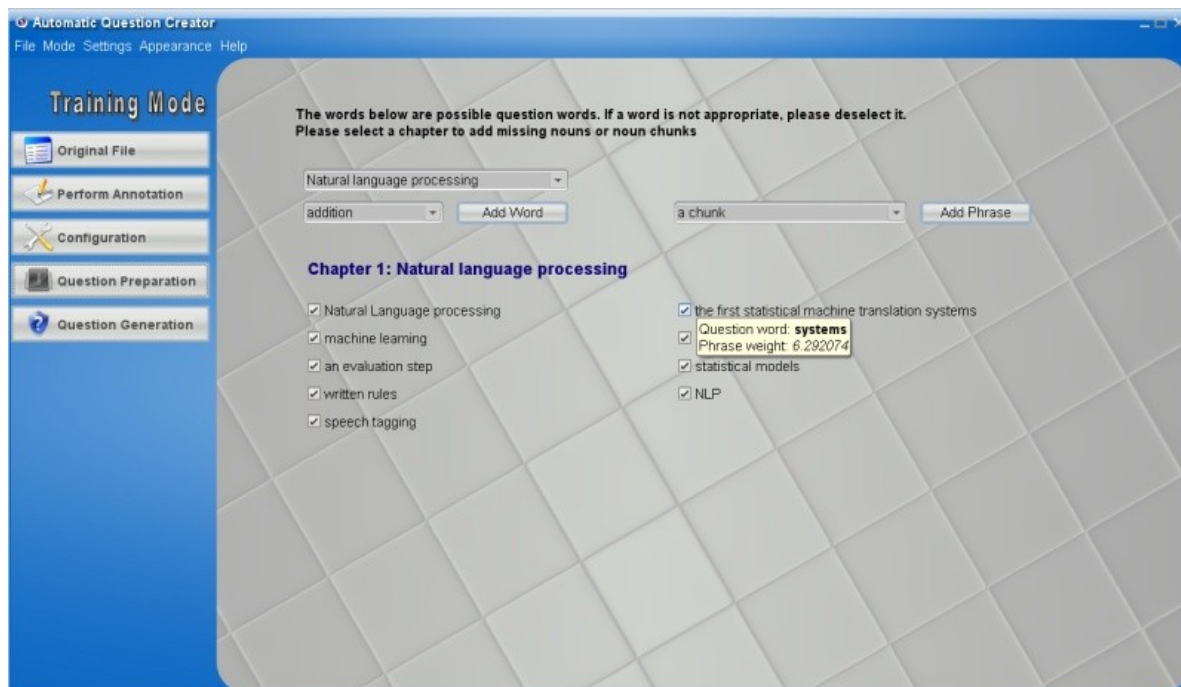 Automatic Question Creator
File Mode Settings Appearance Help
Training Mode
Original File
Perform Annotation
Configuration
Question Preparation
Question Generation
The words below are possible question words. If a word is not appropriate, please deselect it.
Please select a chapter to add missing nouns or noun chunks
Natural language processing
addition Add Word a chunk Add Phrase
Chapter 1: Natural language processing
Natural Language processing the first statistical machine translation systems
Question word: systems
machine learning Phrase weight: 6.292074
an evaluation step statistical models
written rules NLP
speech tagging